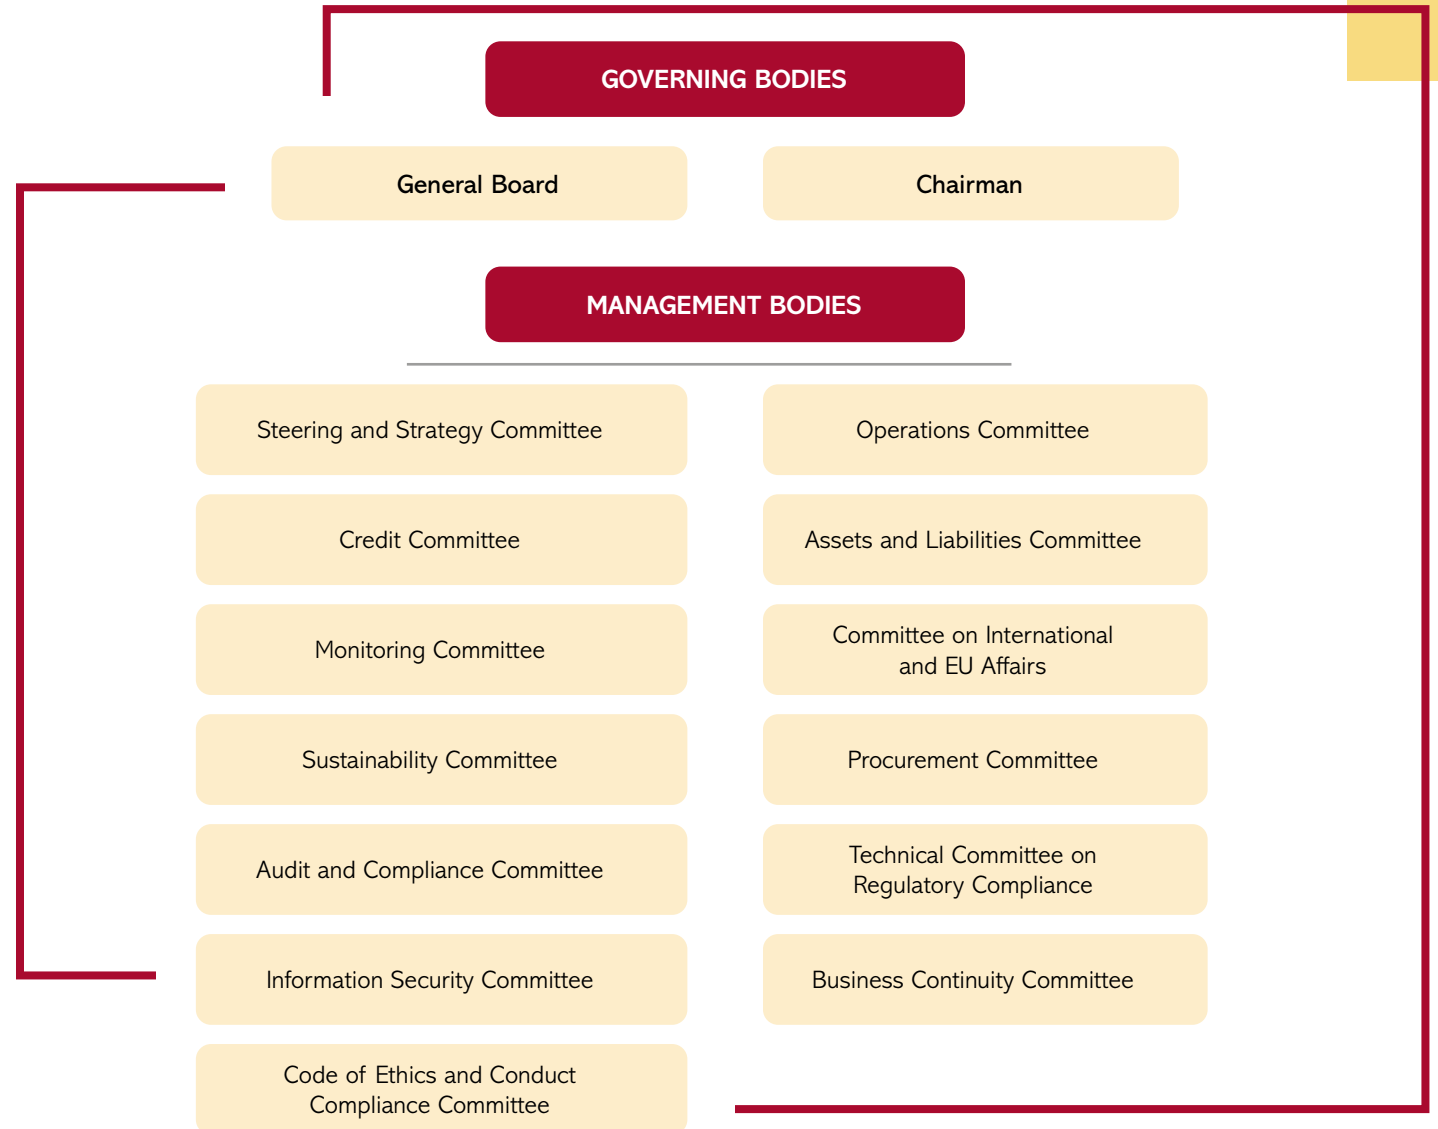 GOVERNING BODIES
General Board
Chairman
MANAGEMENT BODIES
Steering and Strategy Committee
Operations Committee
Credit Committee
Assets and Liabilities Committee
Monitoring Committee
Committee on International
and EU Affairs
Sustainability Committee
Procurement Committee
Audit and Compliance Committee
Technical Committee on
Regulatory Compliance
Information Security Committee
Business Continuity Committee
Code of Ethics and Conduct
Compliance Committee